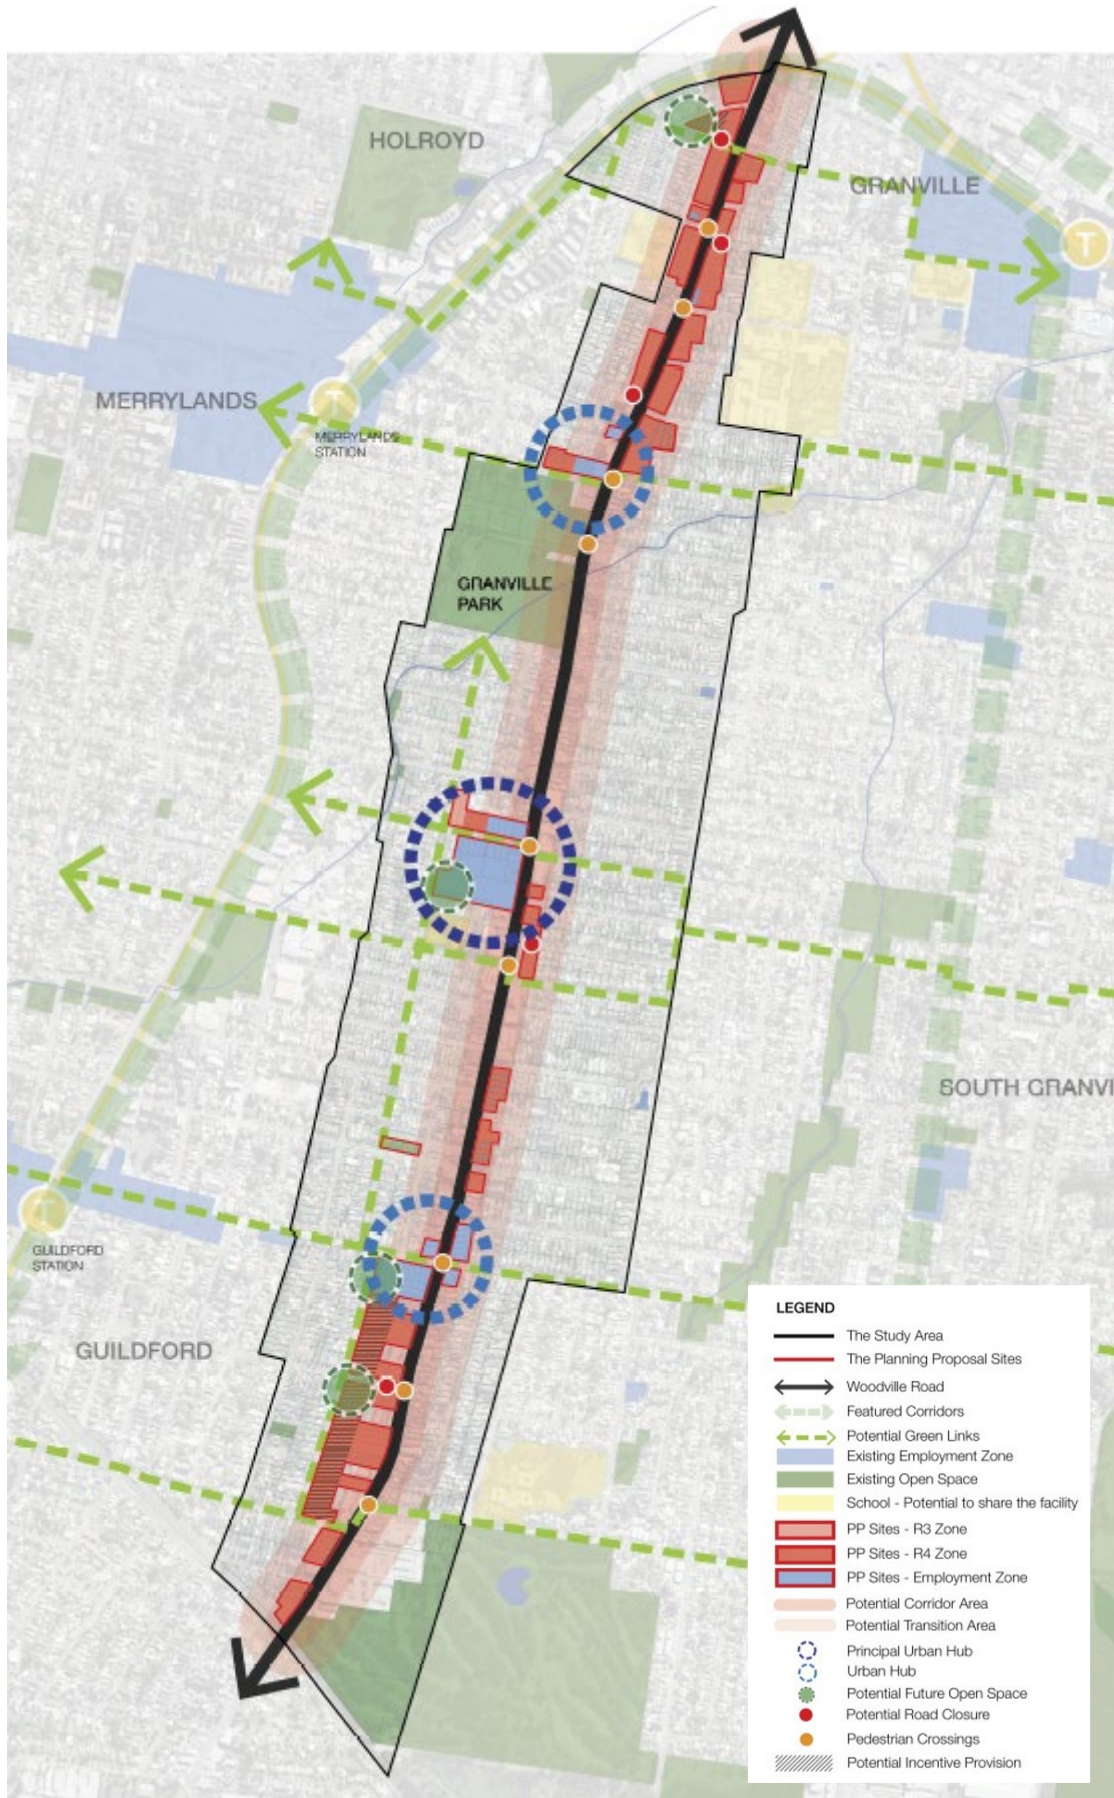 HOLROYD
GRANVILLE
T
MERRYLANDS
T
MERRYLANDS
STATION
GRANVILLE
PARK
SOUTH GRANVI
T
GUILDFORD
STATION
GUILDFORD
LEGEND
The Study Area
The Planning Proposal Sites
Woodville Road
Featured Corridors
Potential Green Links
Existing Employment Zone
Existing Open Space
School - Potential to share the facility
PP Sites - R3 Zone
PP Sites - R4 Zone
PP Sites - Employment Zone
Potential Corridor Area
Potential Transition Area
Principal Urban Hub
Urban Hub
Potential Future Open Space
Potential Road Closure
Pedestrian Crossings
Potential Incentive Provision